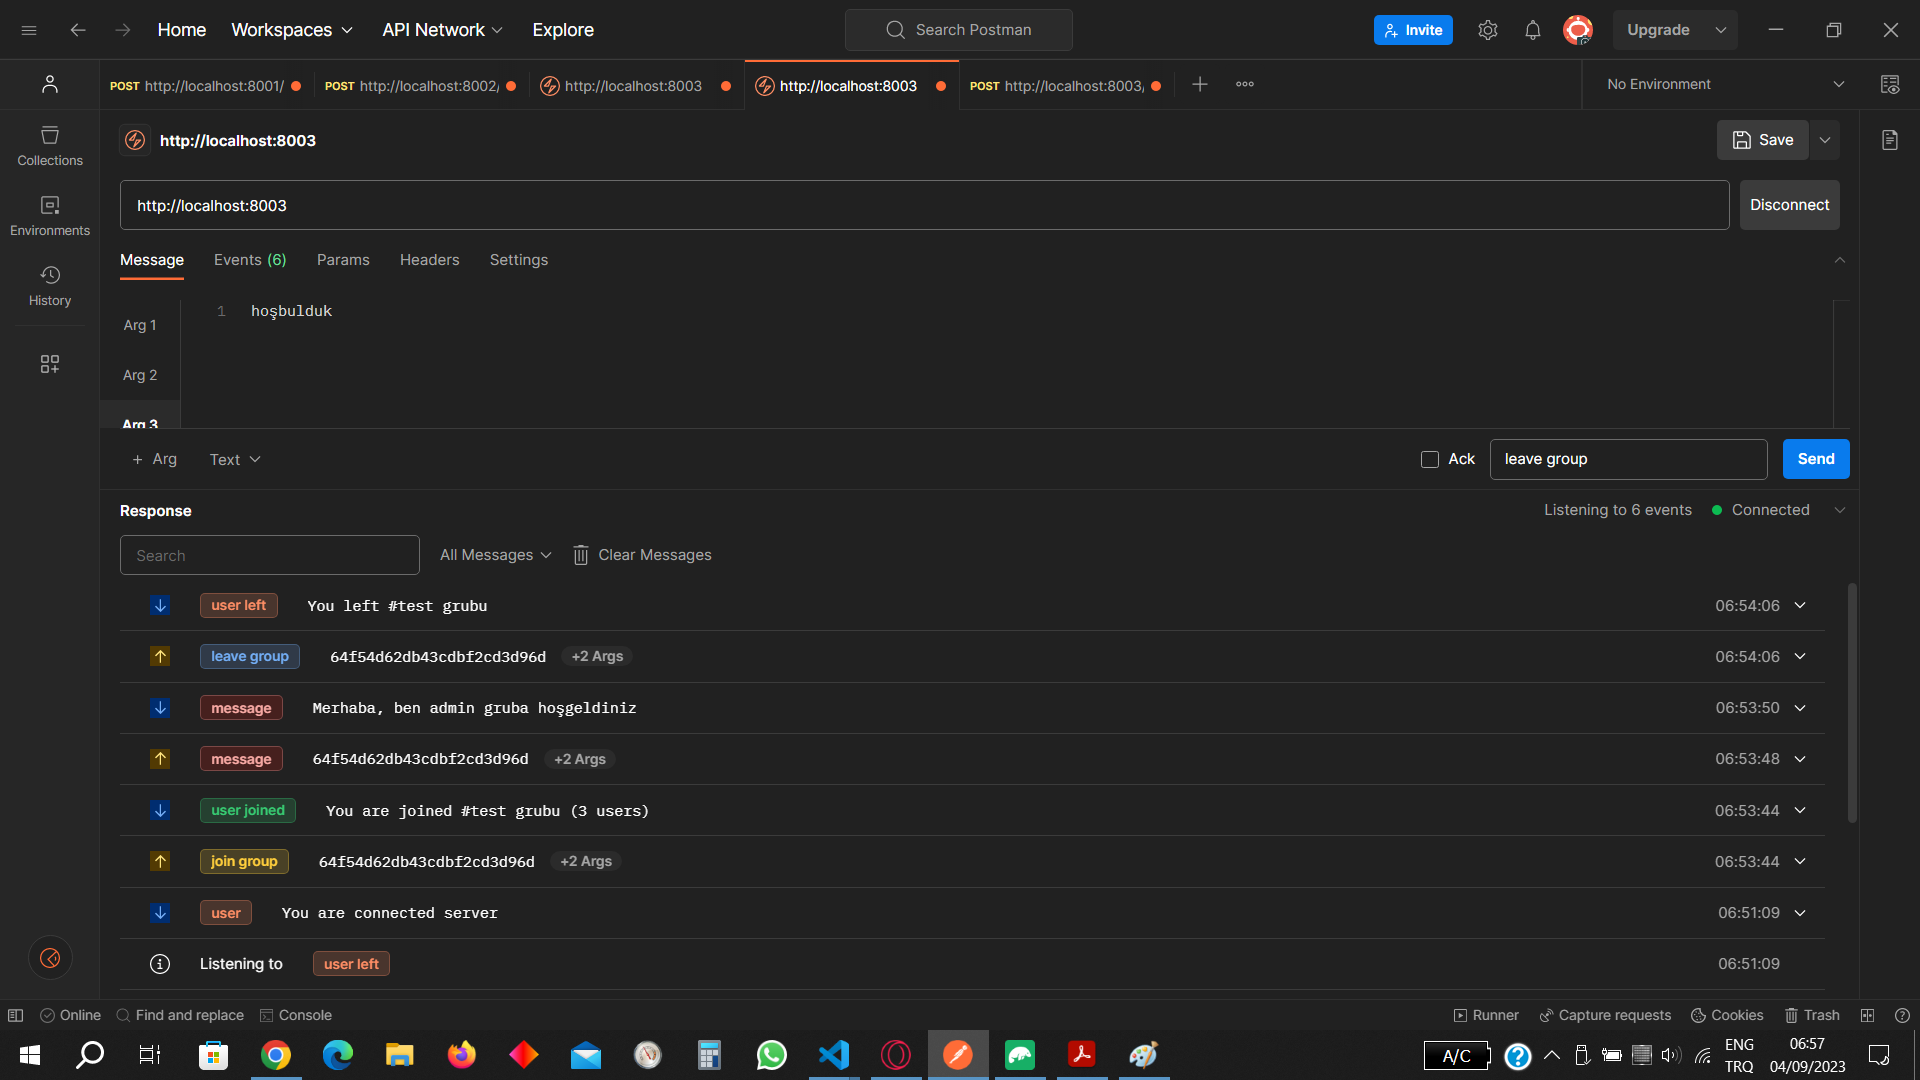 Home Workspaces API Network Explore Search Postman Invite Upgrade
POST http://localhost:8001/ POST http://localhost:8002/ http://localhost:8003 http://localhost:8003 POST http://localhost:8003/ No Environment
http://localhost:8003 Save
Collections
http://localhost:8003 Disconnect
Environments
Message Events (6) Params Headers Settings
History
Arg 1 1 hoşbulduk
Arg 2
Arg 3
+ Arg Text Ack leave group Send
Response Listening to 6 events Connected
Search All Messages Clear Messages
user left You left #test grubu 06:54:06
leave group 64f54d62db43cdbf2cd3d96d +2 Args 06:54:06
message Merhaba, ben admin gruba hoşgeldiniz 06:53:50
message 64f54d62db43cdbf2cd3d96d +2 Args 06:53:48
user joined You are joined #test grubu (3 users) 06:53:44
join group 64f54d62db43cdbf2cd3d96d +2 Args 06:53:44
user You are connected server 06:51:09
Listening to user left 06:51:09
Online Find and replace Console Runner Capture requests Cookies Trash
A/C ENG 06:57
TRQ 04/09/2023